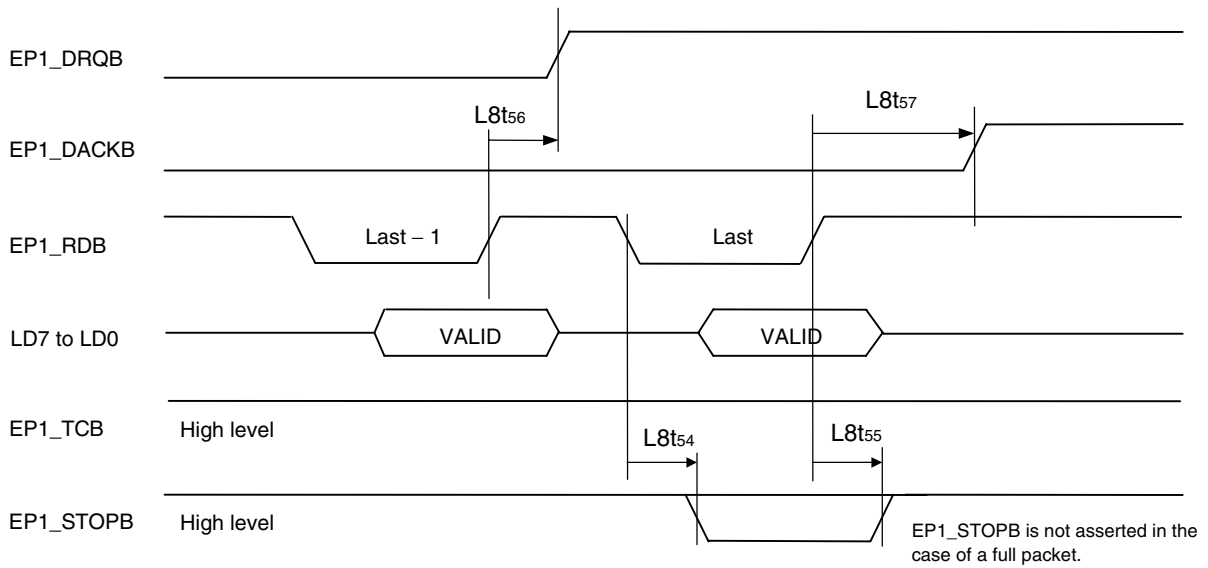 EP1_DRQB
L8t56
L8t57
EP1_DACKB
EP1_RDB
Last – 1
Last
LD7 to LD0
VALID
VALID
EP1_TCB
High level
L8t54
L8t55
EP1_STOPB
High level
EP1_STOPB is not asserted in the
case of a full packet.